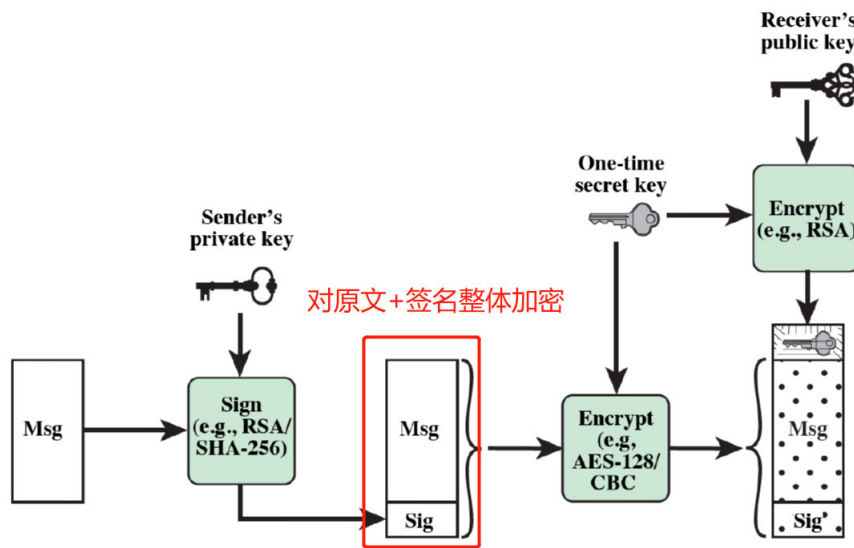 Receiver's
public key
One-time
secret key
Encrypt
(e.g., RSA)
Sender's
private key
对原文+签名整体加密
Msg
Sign
(e.g., RSA/
SHA-256)
Msg
Sig
Encrypt
(e.g,
AES-128/
CBC
Msg
Sig